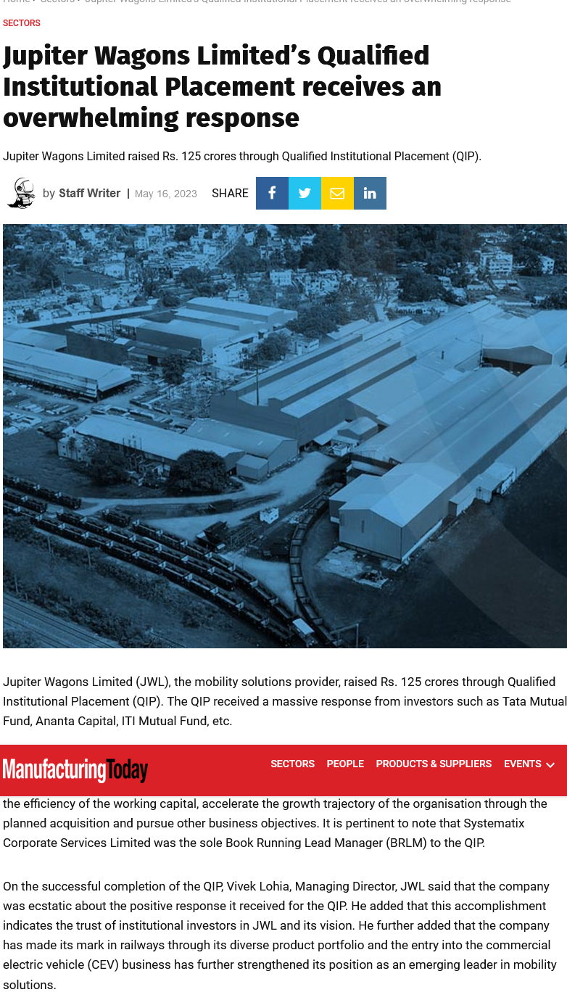 Home › Sectors › Jupiter Wagons Limited's Qualified Institutional Placement receives an overwhelming response
SECTORS
Jupiter Wagons Limited’s Qualified
Institutional Placement receives an
overwhelming response
Jupiter Wagons Limited raised Rs. 125 crores through Qualified Institutional Placement (QIP).
by Staff Writer | May 16, 2023 SHARE
Jupiter Wagons Limited (JWL), the mobility solutions provider, raised Rs. 125 crores through Qualified
Institutional Placement (QIP). The QIP received a massive response from investors such as Tata Mutual
Fund, Ananta Capital, ITI Mutual Fund, etc.
ManufacturingToday SECTORS PEOPLE PRODUCTS & SUPPLIERS EVENTS
the efficiency of the working capital, accelerate the growth trajectory of the organisation through the
planned acquisition and pursue other business objectives. It is pertinent to note that Systematix
Corporate Services Limited was the sole Book Running Lead Manager (BRLM) to the QIP.
On the successful completion of the QIP, Vivek Lohia, Managing Director, JWL said that the company
was ecstatic about the positive response it received for the QIP. He added that this accomplishment
indicates the trust of institutional investors in JWL and its vision. He further added that the company
has made its mark in railways through its diverse product portfolio and the entry into the commercial
electric vehicle (CEV) business has further strengthened its position as an emerging leader in mobility
solutions.